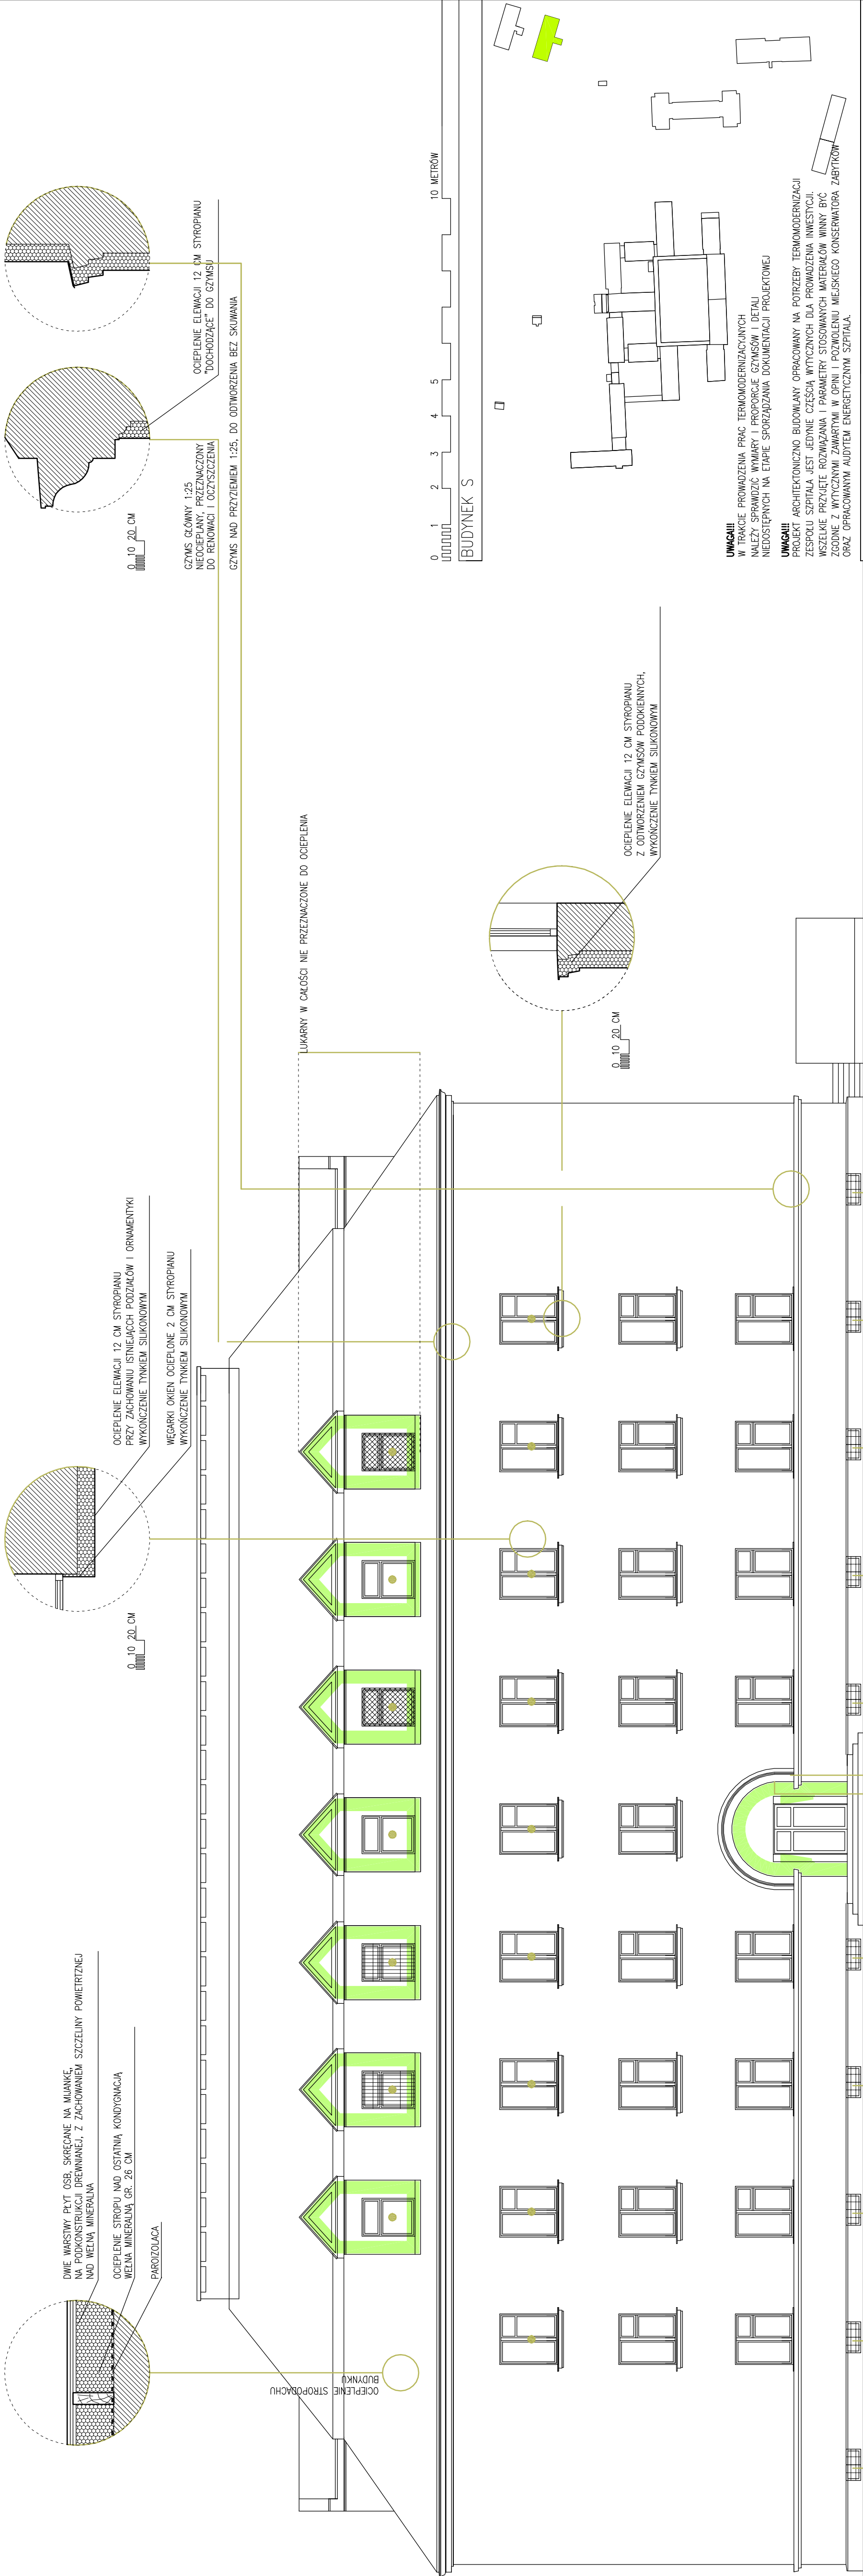 DWIE WARSTWY PŁYT OSB, SKRĘCANE NA MIJANKĘ,
NA PODKONSTRUKCJI DREWNIANEJ, Z ZACHOWANIEM SZCZELINY POWIETRTZNEJ
NAD WEŁNĄ MINERALNA
OCIEPLENIE STROPU NAD OSTATNIĄ KONDYGNACJĄ
WEŁNA MINERALNĄ GR. 26 CM
PAROIZOLACA
OCIEPLENIE STROPODACHU
BUDYNKU
0 10 20 CM
OCIEPLENIE ELEWACJI 12 CM STYROPIANU
PRZY ZACHOWANIU ISTNIEJĄCCH PODZIAŁÓW I ORNAMENTYKI
WYKOŃCZENIE TYNKIEM SILIKONOWYM
WĘGARKI OKIEN OCIEPLONE 2 CM STYROPIANU
WYKOŃCZENIE TYNKIEM SILIKONOWYM
LUKARNY W CAŁOŚCI NIE PRZEZNACZONE DO OCIEPLENIA
0 10 20 CM
OCIEPLENIE ELEWACJI 12 CM STYROPIANU
Z ODTWORZENIEM GZYMSÓW PODOKIENNYCH,
WYKOŃCZENIE TYNKIEM SILIKONOWYM
0 10 20 CM
GZYMS GŁÓWNY 1:25
NIEOCIEPLANY, PRZEZNACZONY
DO RENOWACJI I OCZYSZCZENIA
GZYMS NAD PRZYZIEMIEM 1:25, DO ODTWORZENIA BEZ SKUWANIA
OCIEPLENIE ELEWACJI 12 CM STYROPIANU
"DOCHODZĄCE" DO GZYMSU
0 1 2 3 4 5 10 METRÓW
BUDYNEK S
UWAGA!!!
W TRAKCIE PROWADZENIA PRAC TERMOMODERNIZACYJNYCH
NALEŻY SPRAWDZIĆ WYMIARY I PROPORCJE GZYMSÓW I DETALI
NIEDOSTĘPNYCH NA ETAPIE SPORZĄDZANIA DOKUMENTACJI PROJEKTOWEJ
UWAGA!!!
PROJEKT ARCHITEKTONICZNO BUDOWLANY OPRACOWANY NA POTRZEBY TERMOMODERNIZACJI
ZESPOŁU SZPITALA JEST JEDYNIE CZĘŚCIĄ WYTYCZNYCH DLA PROWADZENIA INWESTYCJI.
WSZELKIE PRZYJĘTE ROZWIĄZANIA I PARAMETRY STOSOWANYCH MATERIAŁÓW WINNY BYĆ
ZGODNE Z WYTYCZNYMI ZAWARTYMI W OPINI I POZWOLENIU MIEJSKIEGO KONSERWATORA ZABYTKÓW
ORAZ OPRACOWANYM AUDYTEM ENERGETYCZNYM SZPITALA.